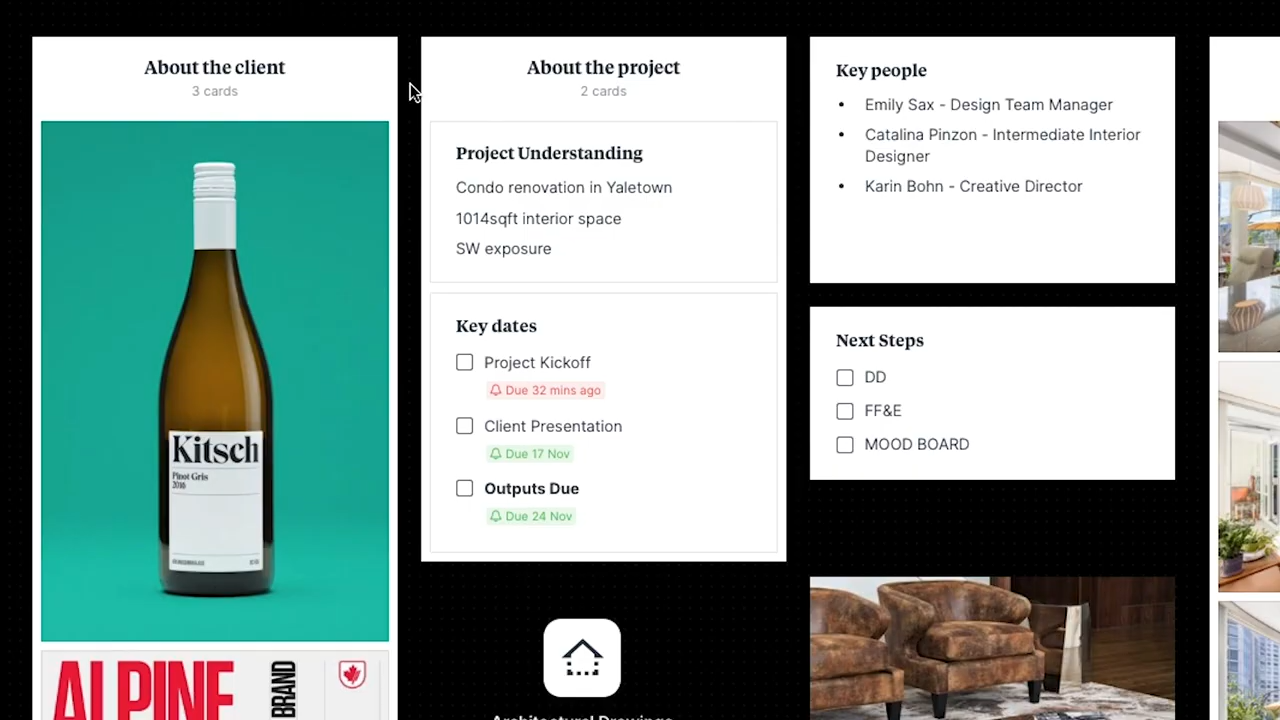 About the client
3 cards
Kitsch
Pinot Gris
2016
ALPINE
BRAND
About the project
2 cards
Project Understanding
Condo renovation in Yaletown
1014sqft interior space
SW exposure
Key dates
Project Kickoff
Due 32 mins ago
Client Presentation
Due 17 Nov
Outputs Due
Due 24 Nov
Architectural Drawings
Key people
• Emily Sax - Design Team Manager
• Catalina Pinzon - Intermediate Interior
Designer
• Karin Bohn - Creative Director
Next Steps
DD
FF&E
MOOD BOARD